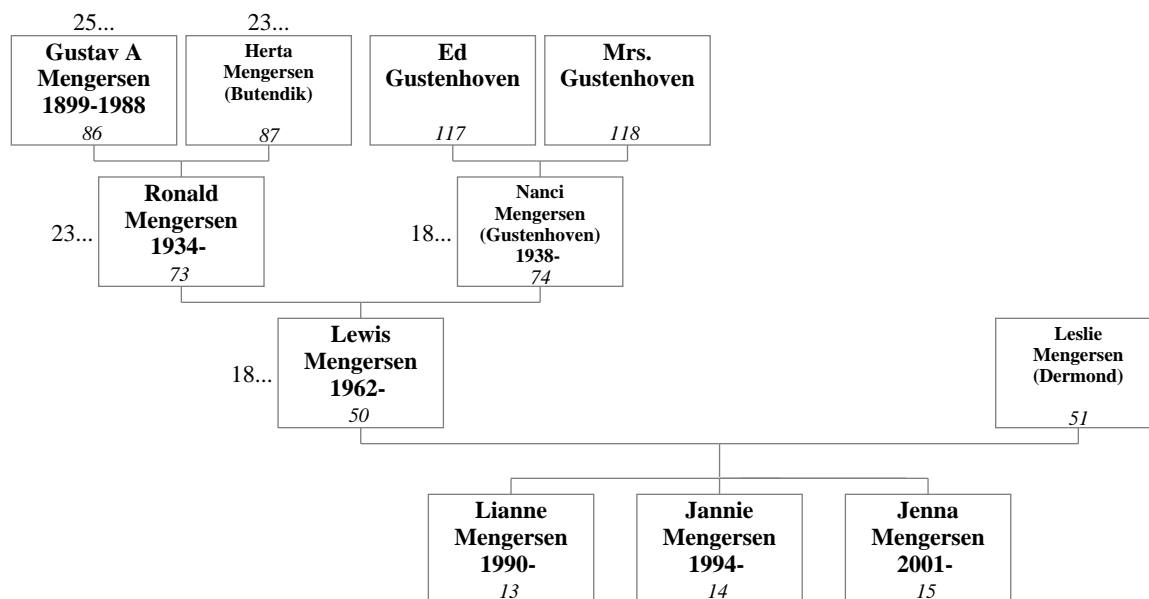 25...
23...
Gustav A
Mengersen
1899-1988
86
Herta
Mengersen
(Butendik)
87
Ed
Gustenhoven
117
Mrs.
Gustenhoven
118
23...
Ronald
Mengersen
1934-
73
18...
Nanci
Mengersen
(Gustenhoven)
1938-
74
18...
Lewis
Mengersen
1962-
50
Leslie
Mengersen
(Dermond)
51
Lianne
Mengersen
1990-
13
Jannie
Mengersen
1994-
14
Jenna
Mengersen
2001-
15